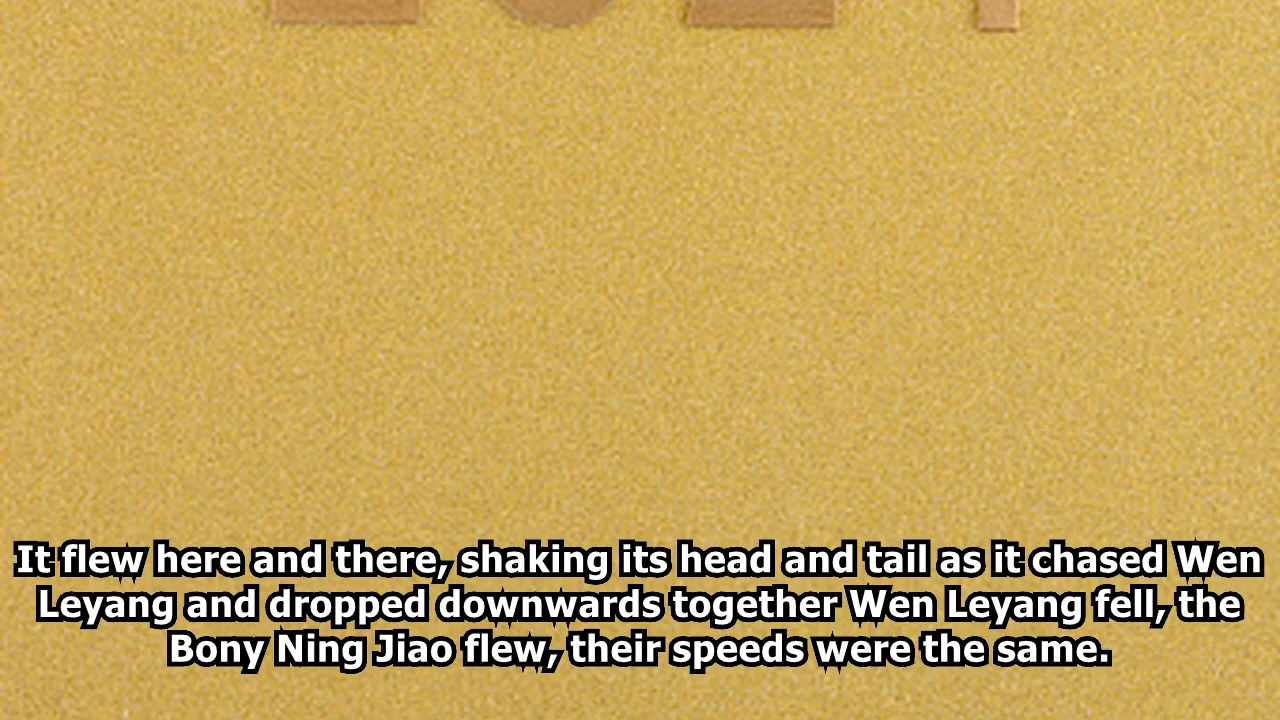 It flew here and there, shaking its head and tail as it chased Wen
Leyang and dropped downwards together Wen Leyang fell, the
Bony Ning Jiao flew, their speeds were the same.